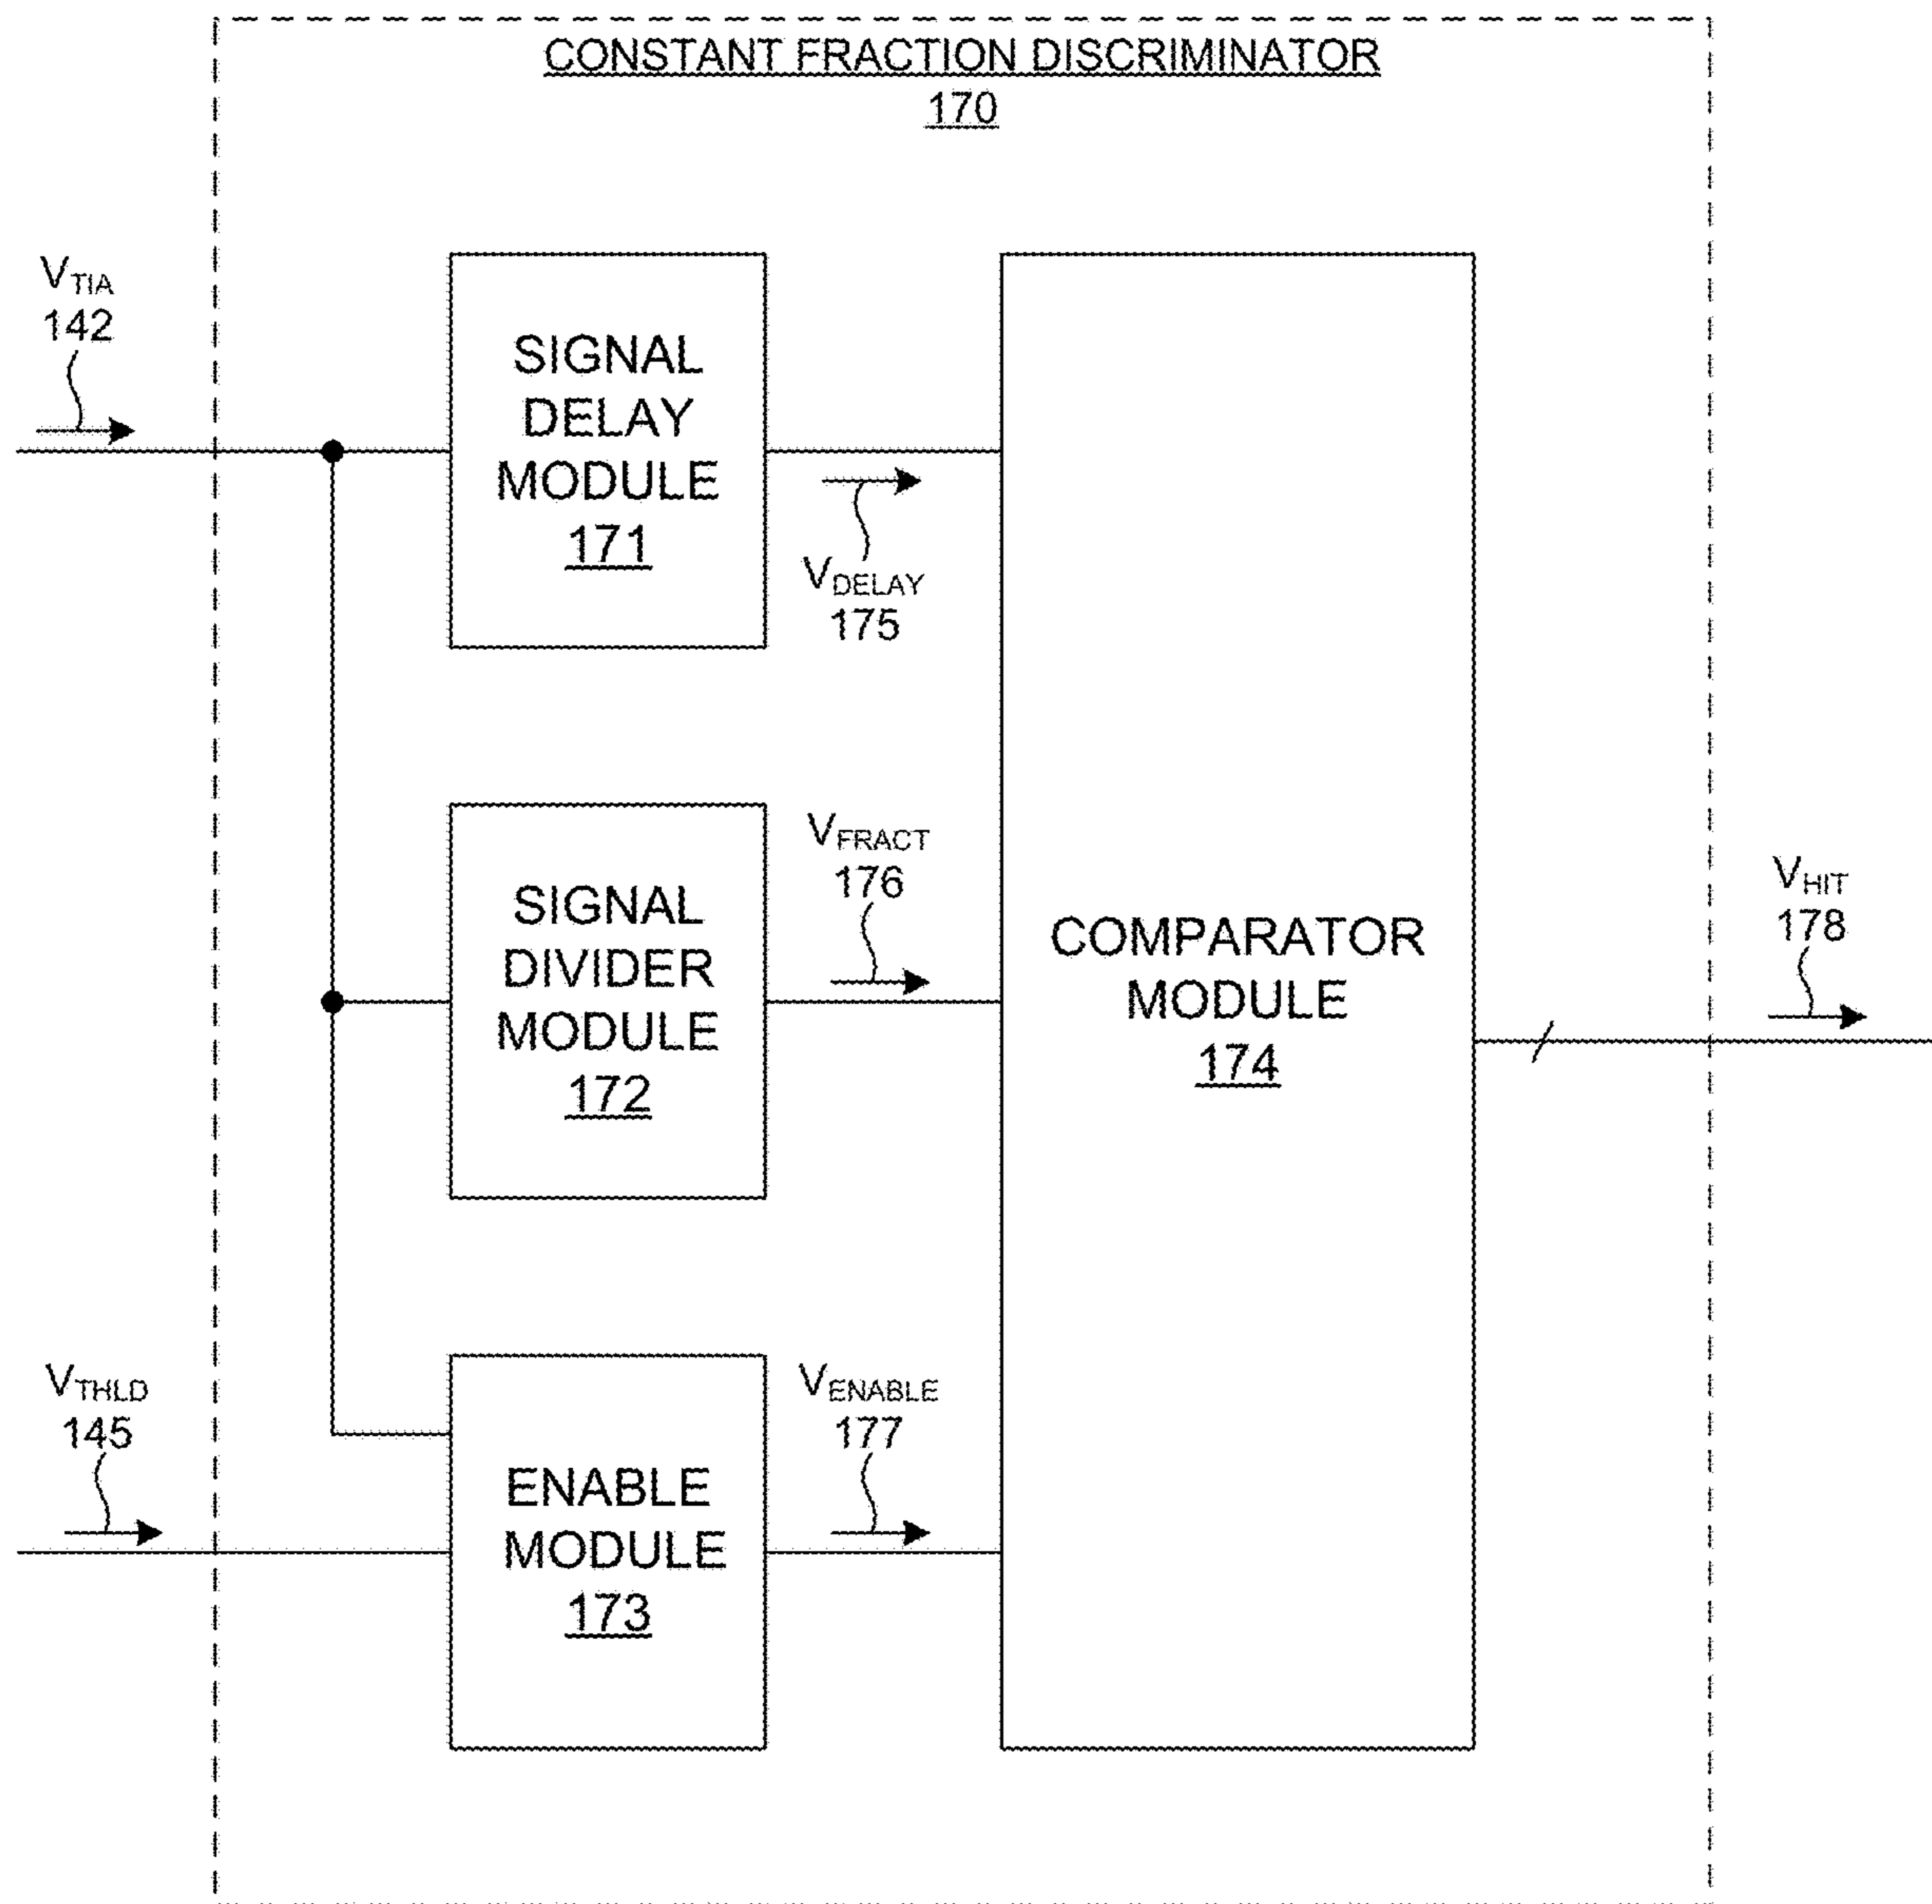 CONSTANT FRACTION DISCRIMINATOR
170
VTIA
142
SIGNAL
DELAY
MODULE
171
VDELAY
175
SIGNAL
DIVIDER
MODULE
172
VFRACT
176
COMPARATOR
MODULE
174
VHIT
178
VTHLD
145
ENABLE
MODULE
173
VENABLE
177